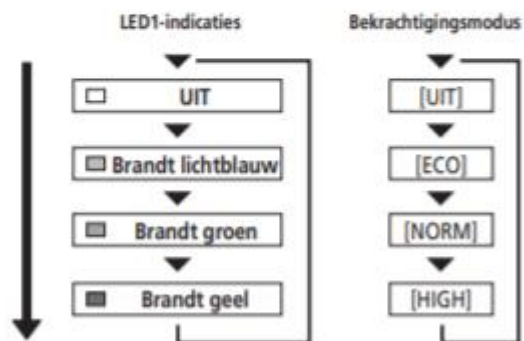 LED1-indicaties Bekrachtigingsmodus
UIT [UIT]
Brandt lichtblauw [ECO]
Brandt groen [NORM]
Brandt geel [HIGH]